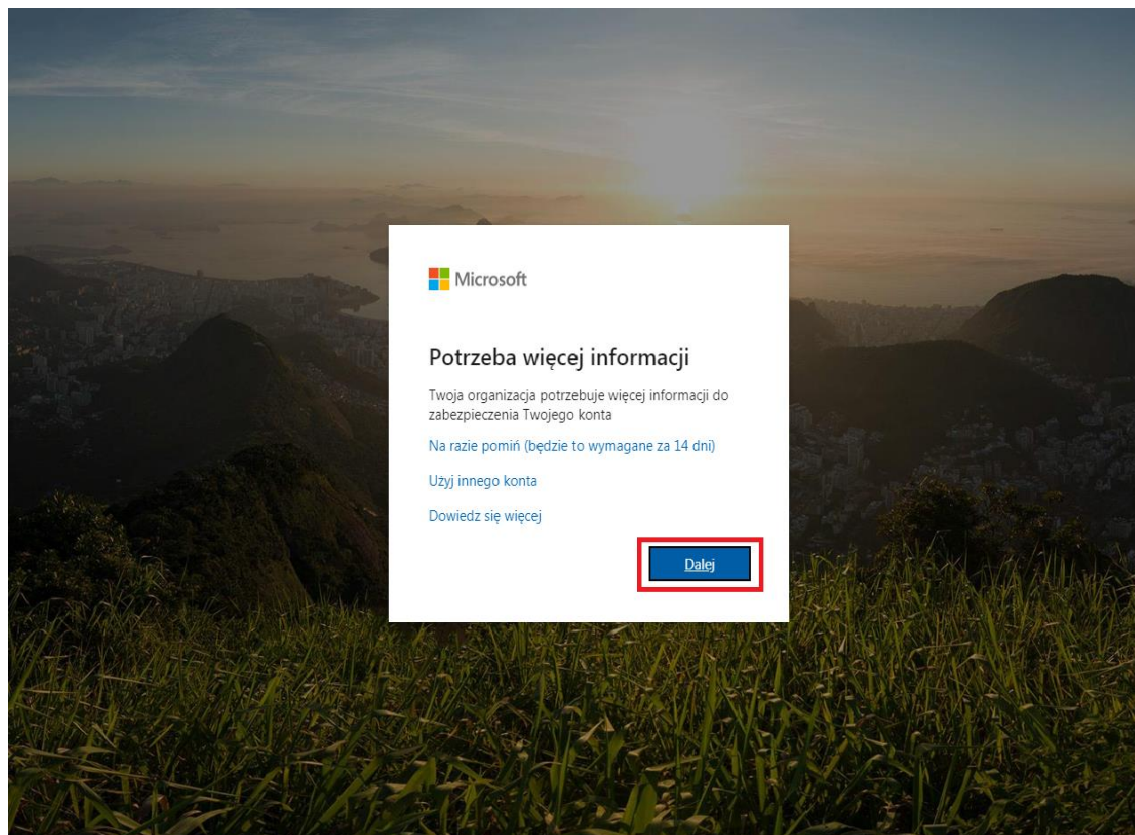 Microsoft
Potrzeba więcej informacji
Twoja organizacja potrzebuje więcej informacji do
zabezpieczenia Twojego konta
Na razie pomiń (będzie to wymagane za 14 dni)
Użyj innego konta
Dowiedz się więcej
Dalej